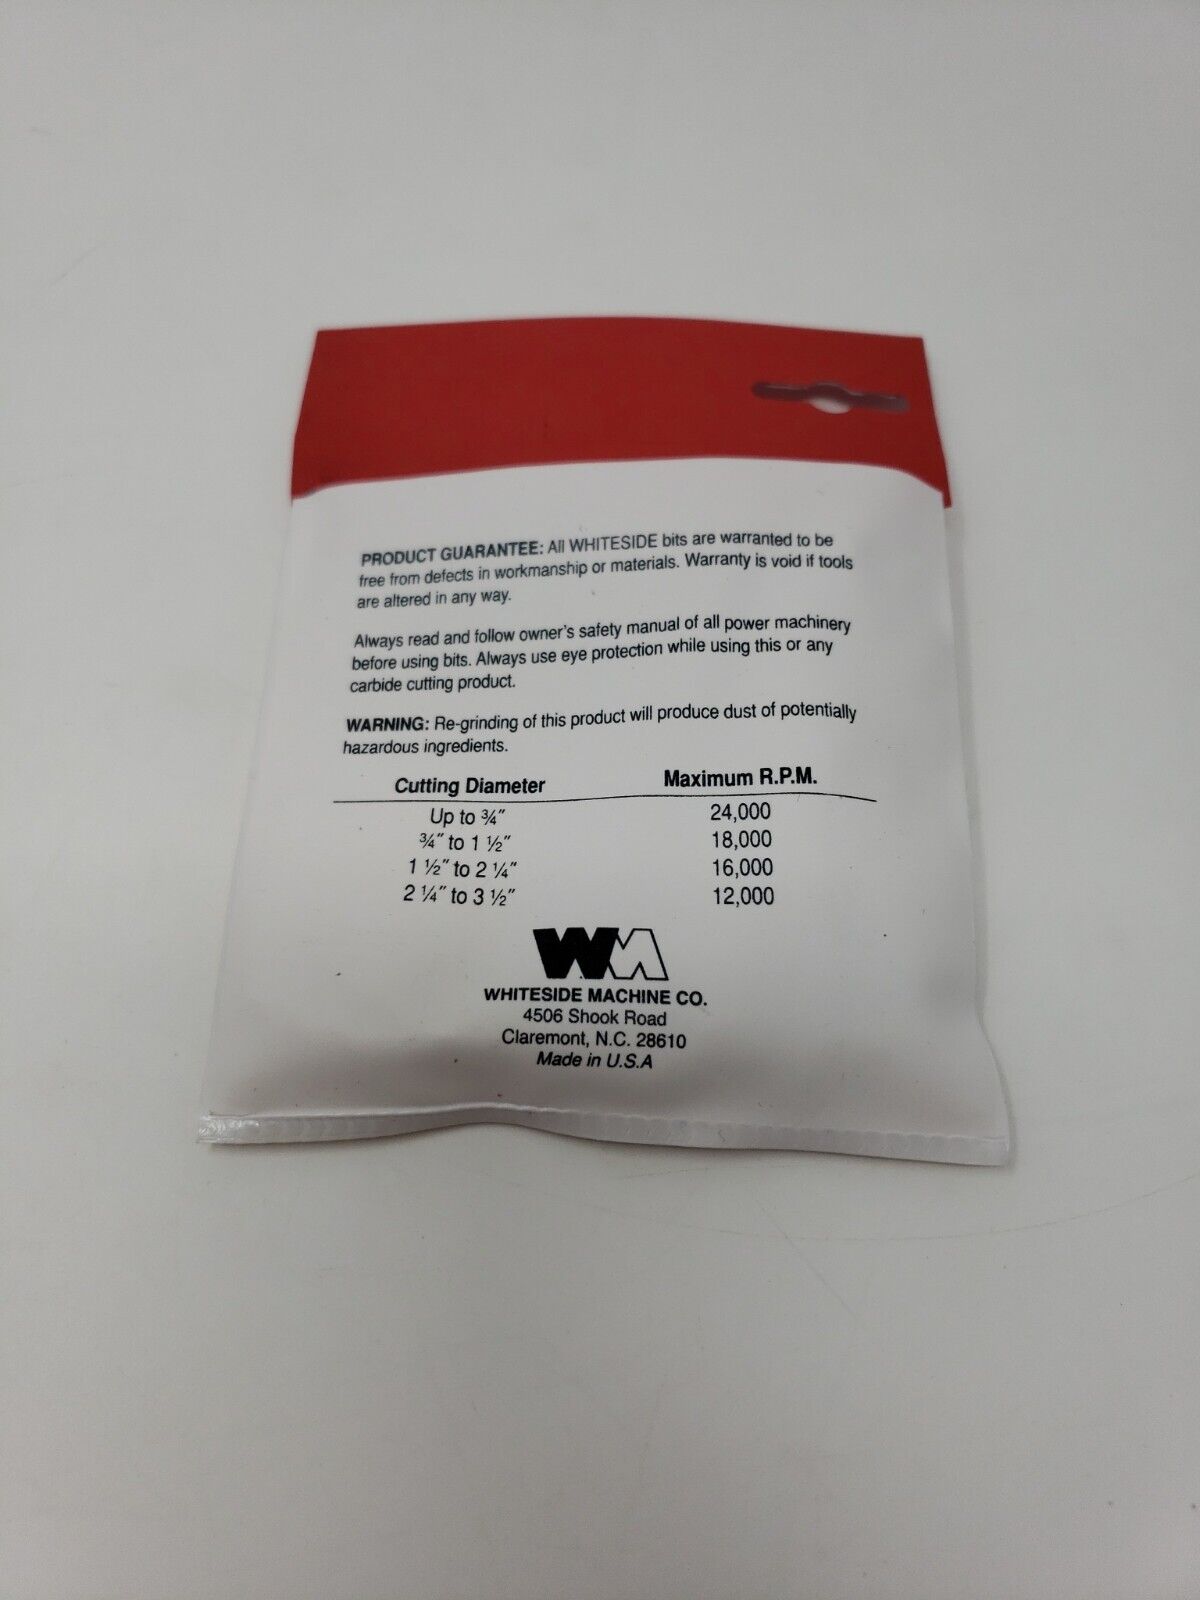 PRODUCT GUARANTEE: All WHITESIDE bits are warranted to be
free from defects in workmanship or materials. Warranty is void if tools
are altered in any way.
Always read and follow owner's safety manual of all power machinery
before using bits. Always use eye protection while using this or any
carbide cutting product.
WARNING: Re-grinding of this product will produce dust of potentially
hazardous ingredients.
Cutting Diameter Maximum R.P.M.
Up to ¾" 24,000
¾" to 1 ½" 18,000
1 ½" to 2 ¼" 16,000
2 ¼" to 3 ½" 12,000
WM
WHITESIDE MACHINE CO.
4506 Shook Road
Claremont, N.C. 28610
Made in U.S.A